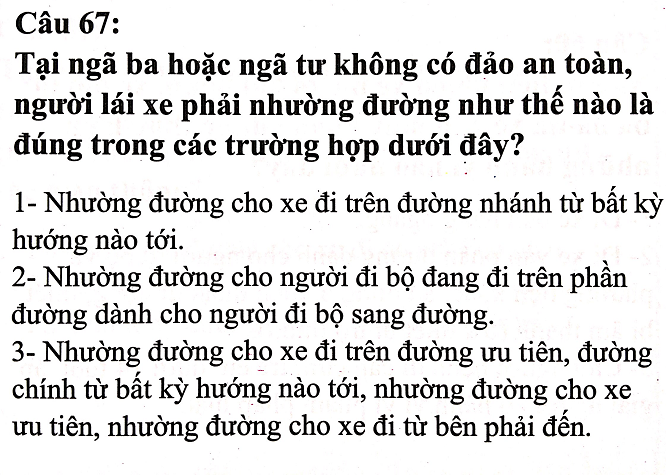 Câu 67:
Tại ngã ba hoặc ngã tư không có đảo an toàn,
người lái xe phải nhường đường như thế nào là
đúng trong các trường hợp dưới đây?
1- Nhường đường cho xe đi trên đường nhánh từ bất kỳ
hướng nào tới.
2- Nhường đường cho người đi bộ đang đi trên phần
đường dành cho người đi bộ sang đường.
3- Nhường đường cho xe đi trên đường ưu tiên, đường
chính từ bất kỳ hướng nào tới, nhường đường cho xe
ưu tiên, nhường đường cho xe đi từ bên phải đến.